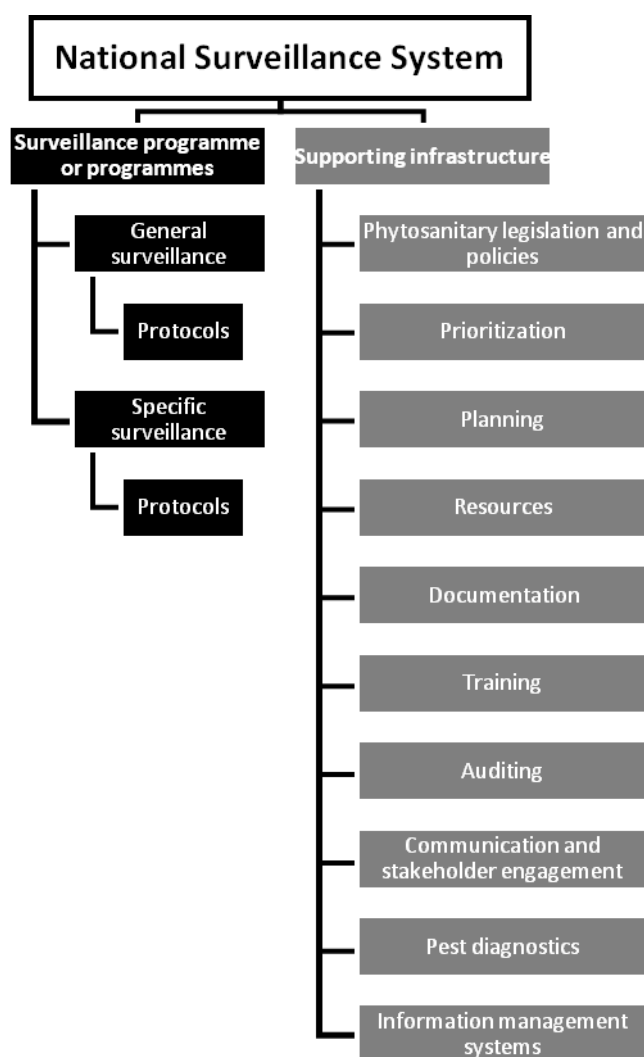 National Surveillance System
Surveillance programme
or programmes
Supporting infrastructure
General
surveillance
Protocols
Specific
surveillance
Protocols
Phytosanitary legislation and
policies
Prioritization
Planning
Resources
Documentation
Training
Auditing
Communication and
stakeholder engagement
Pest diagnostics
Information management
systems